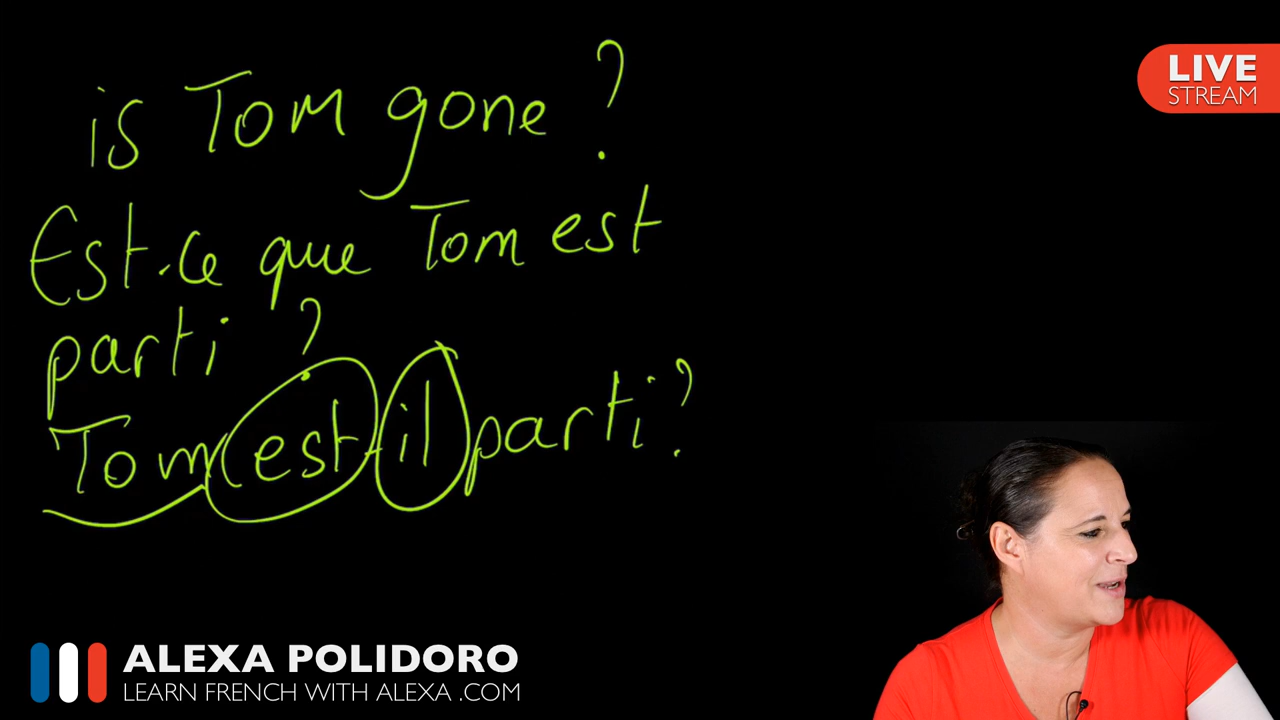 is Tom gone ?
LIVE
STREAM
Est-ce que Tom est
parti ?
Tom est-il parti ?
ALEXA POLIDORO
LEARN FRENCH WITH ALEXA .COM